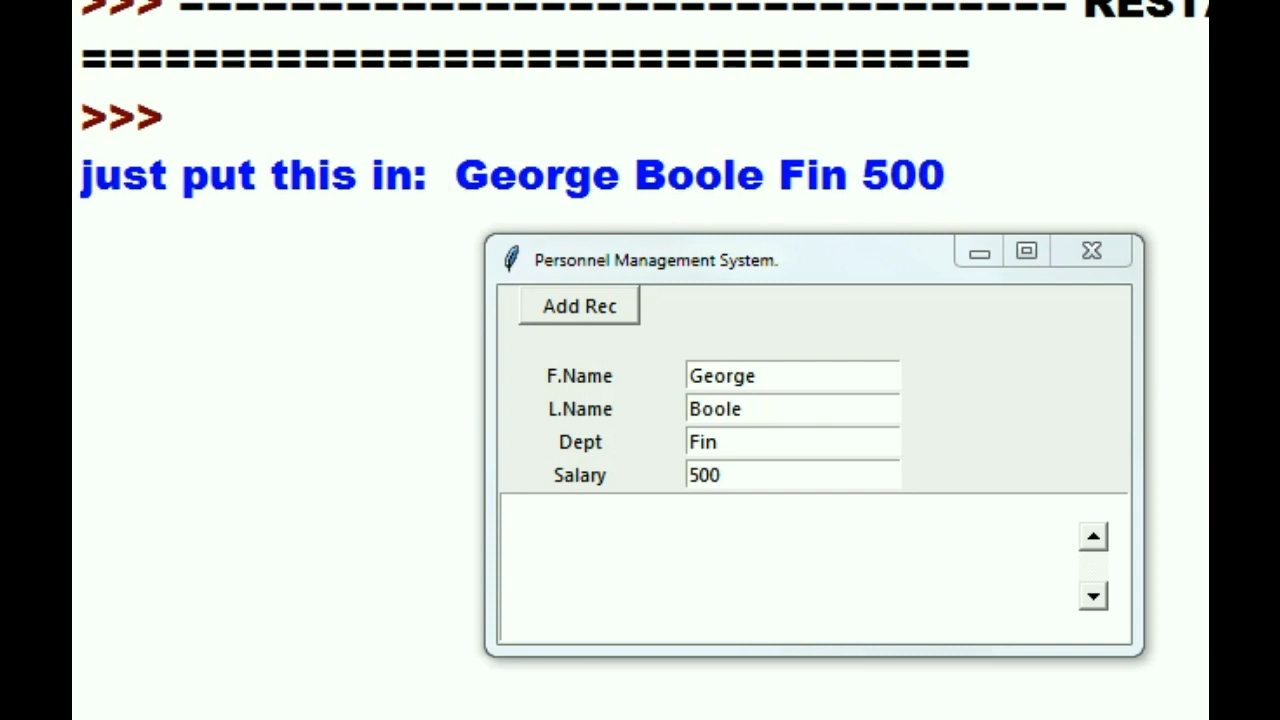 >>> ================================ RESTA
================================
>>>
just put this in:  George Boole Fin 500
Personnel Management System.
Add Rec
F.Name George
L.Name Boole
Dept Fin
Salary 500